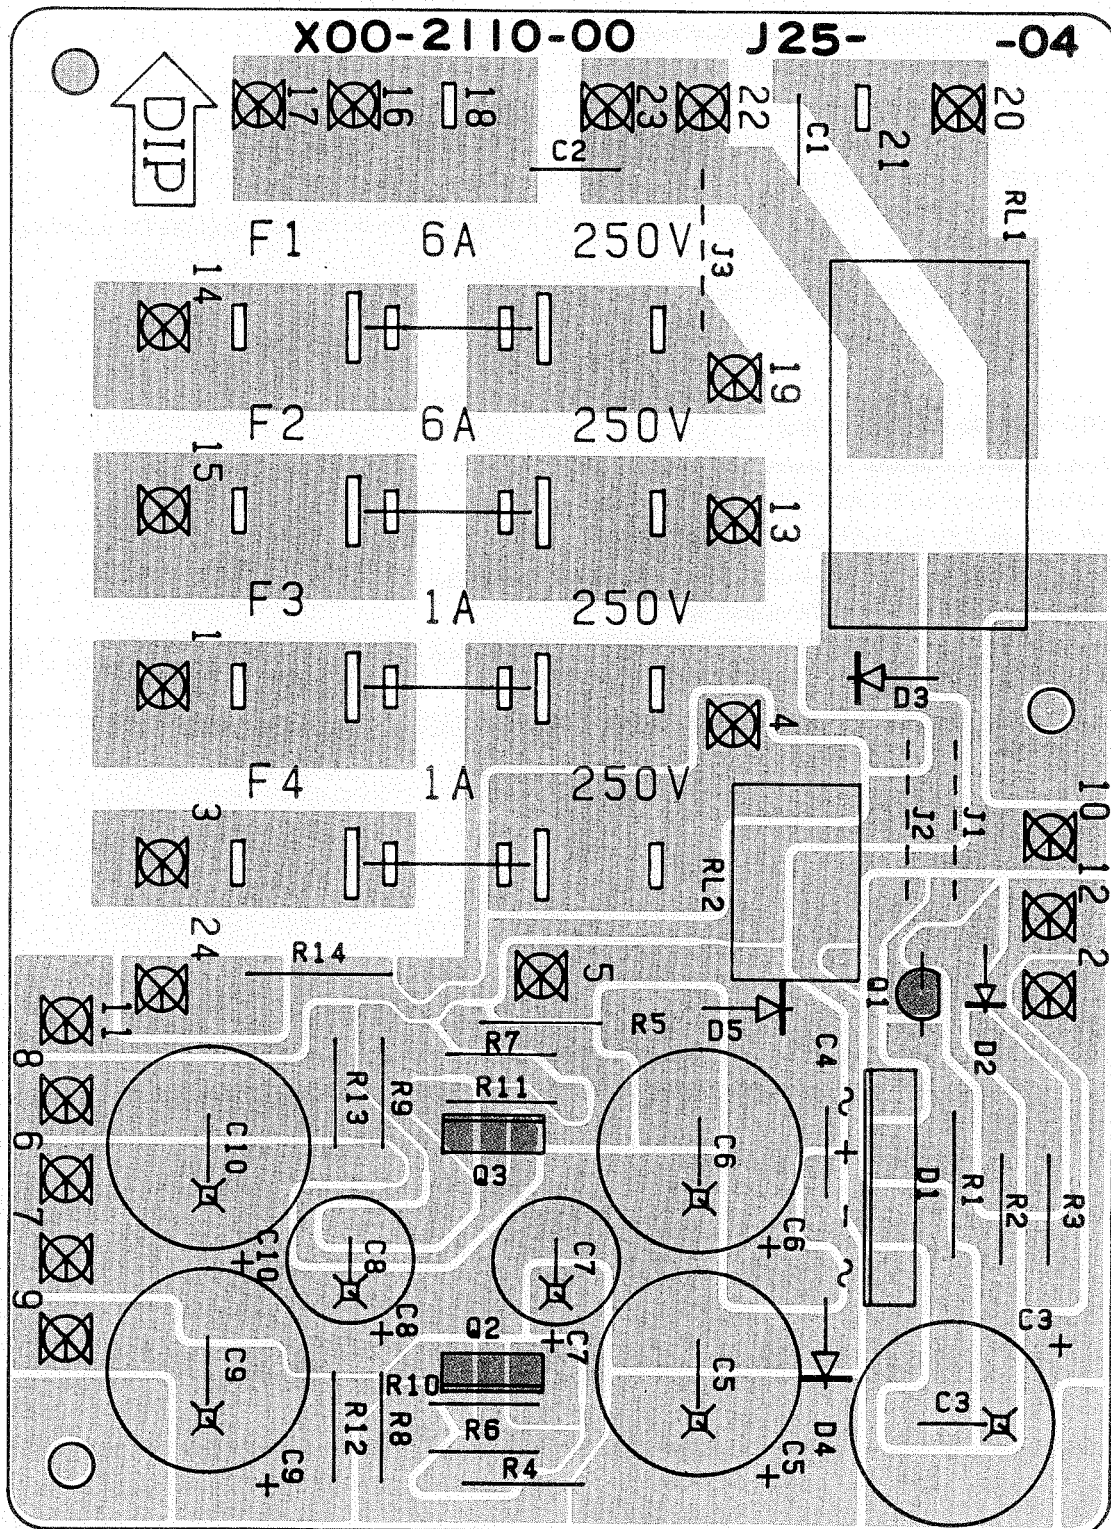 X00-2110-00 J25- -04
DIP
17 16 18 23 22 C1 21 20
C2
RL1
F1 6A 250V J3
14
19
F2 6A 250V
15
13
F3 1A 250V
1
D3
4
F4 1A 250V
J2 J1
10
3
RL2
12
24
R14
5
Q1
2
11
R7 R5 D5
C4
D2
8
R13 R9 R11
~
C10
Q3
C6
+
D1 R1 R2 R3
6
-
7
+ C10
C8
C7
+ C6
~
9
+ C8
Q2
+ C7
C3 +
C9
R10
C5
C3
R12 R8
R6
D4
+ C9
R4
+ C5